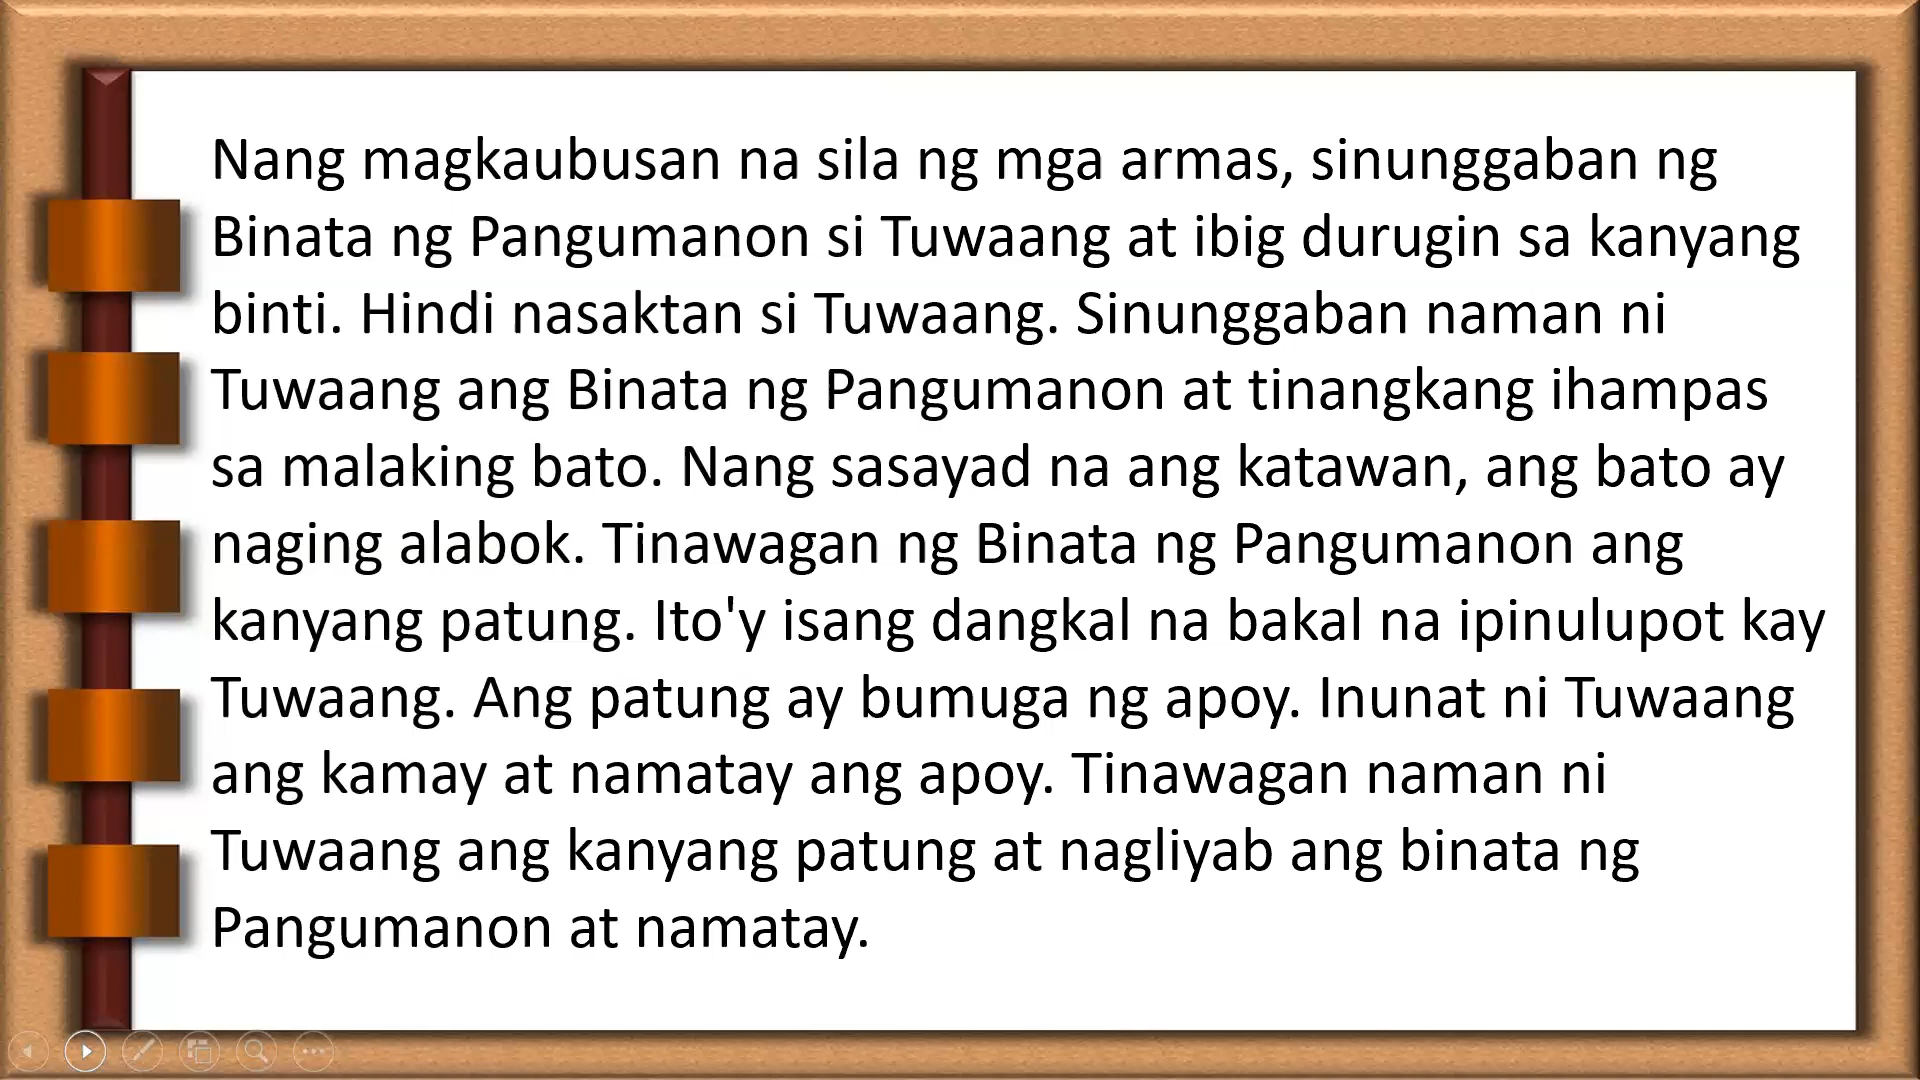 Nang magkaubusan na sila ng mga armas, sinunggaban ng
Binata ng Pangumanon si Tuwaang at ibig durugin sa kanyang
binti. Hindi nasaktan si Tuwaang. Sinunggaban naman ni
Tuwaang ang Binata ng Pangumanon at tinangkang ihampas
sa malaking bato. Nang sasayad na ang katawan, ang bato ay
naging alabok. Tinawagan ng Binata ng Pangumanon ang
kanyang patung. Ito'y isang dangkal na bakal na ipinulupot kay
Tuwaang. Ang patung ay bumuga ng apoy. Inunat ni Tuwaang
ang kamay at namatay ang apoy. Tinawagan naman ni
Tuwaang ang kanyang patung at nagliyab ang binata ng
Pangumanon at namatay.